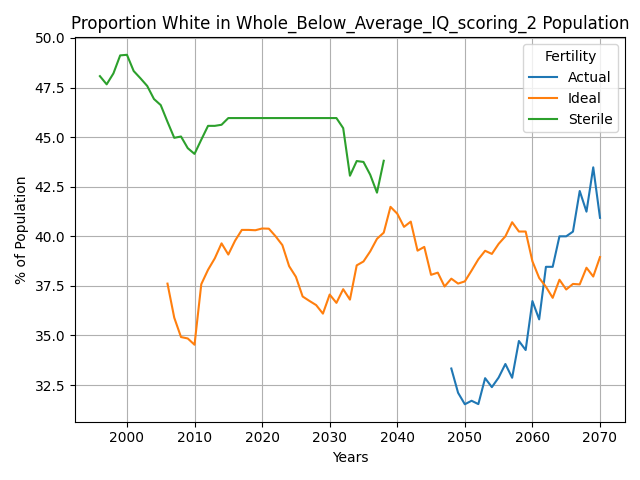 Proportion White in Whole_Below_Average_IQ_scoring_2 Population
% of Population
50.0
47.5
45.0
42.5
40.0
37.5
35.0
32.5
Fertility
Actual
Ideal
Sterile
2000 2010 2020 2030 2040 2050 2060 2070
Years